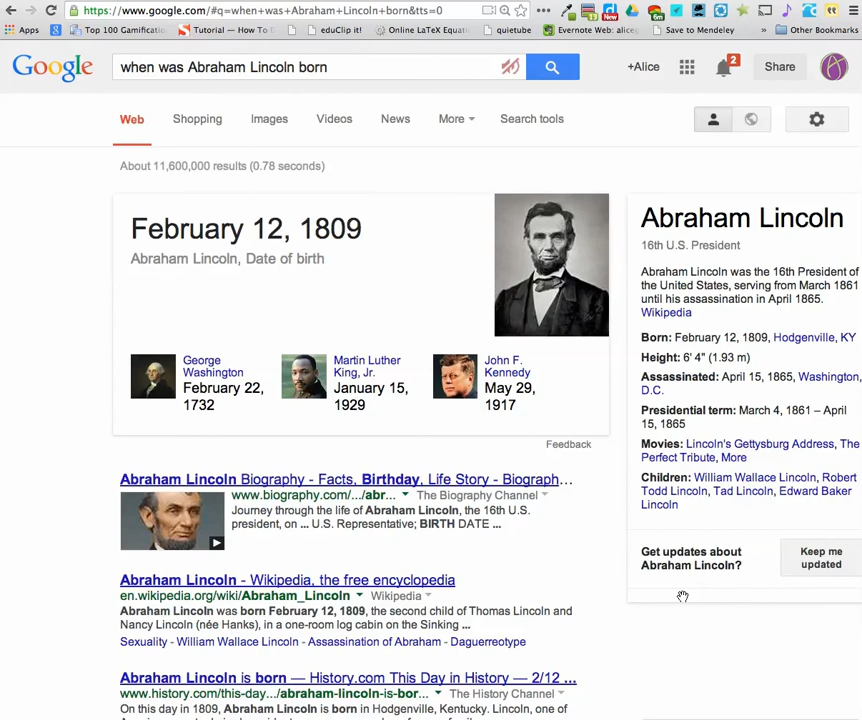 https://www.google.com/#q=when+was+Abraham+Lincoln+born&tts=0
Apps Top 100 Gamificatio Tutorial — How To D eduClip it! Online LaTeX Equatio quietube Evernote Web: alice Save to Mendeley » Other Bookmarks
Google when was Abraham Lincoln born +Alice 2 Share
Web Shopping Images Videos News More Search tools
About 11,600,000 results (0.78 seconds)
February 12, 1809
Abraham Lincoln, Date of birth
George
Washington
February 22,
1732
Martin Luther
King, Jr.
January 15,
1929
John F.
Kennedy
May 29,
1917
Feedback
Abraham Lincoln Biography - Facts, Birthday, Life Story - Biograph...
www.biography.com/.../abr... The Biography Channel
Journey through the life of Abraham Lincoln, the 16th U.S.
president, on ... U.S. Representative; BIRTH DATE ...
Abraham Lincoln - Wikipedia, the free encyclopedia
en.wikipedia.org/wiki/Abraham_Lincoln Wikipedia
Abraham Lincoln was born February 12, 1809, the second child of Thomas Lincoln and
Nancy Lincoln (née Hanks), in a one-room log cabin on the Sinking ...
Sexuality - William Wallace Lincoln - Assassination of Abraham - Daguerreotype
Abraham Lincoln is born — History.com This Day in History — 2/12 ...
www.history.com/this-day.../abraham-lincoln-is-bor... The History Channel
On this day in 1809, Abraham Lincoln is born in Hodgenville, Kentucky. Lincoln, one of
Abraham Lincoln
16th U.S. President
Abraham Lincoln was the 16th President of
the United States, serving from March 1861
until his assassination in April 1865.
Wikipedia
Born: February 12, 1809, Hodgenville, KY
Height: 6' 4" (1.93 m)
Assassinated: April 15, 1865, Washington,
D.C.
Presidential term: March 4, 1861 – April
15, 1865
Movies: Lincoln's Gettysburg Address, The
Perfect Tribute, More
Children: William Wallace Lincoln, Robert
Todd Lincoln, Tad Lincoln, Edward Baker
Lincoln
Get updates about
Abraham Lincoln?
Keep me
updated